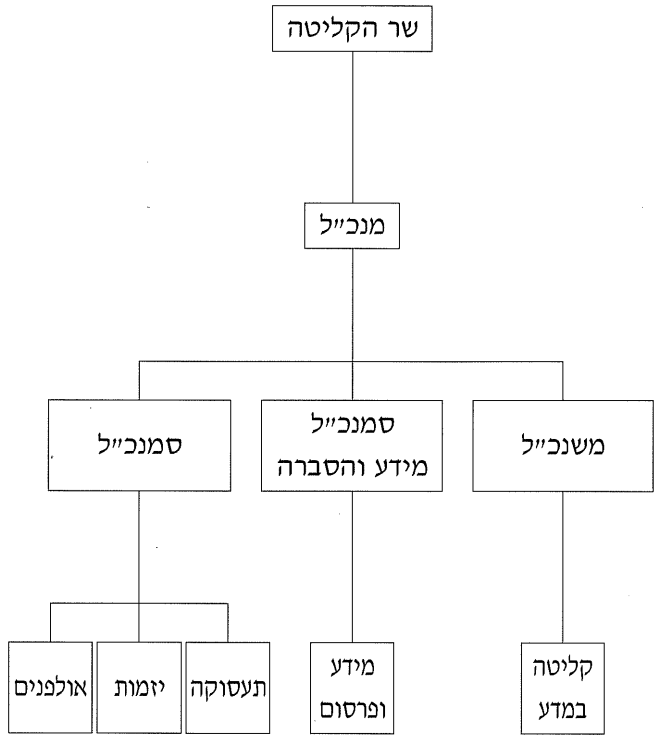 שר הקליטה
מנכ״ל
משנכ״ל
סמנכ״ל
מידע והסברה
סמנכ״ל
קליטה
במדע
מידע
ופרסום
תעסוקה
יזמות
אולפנים